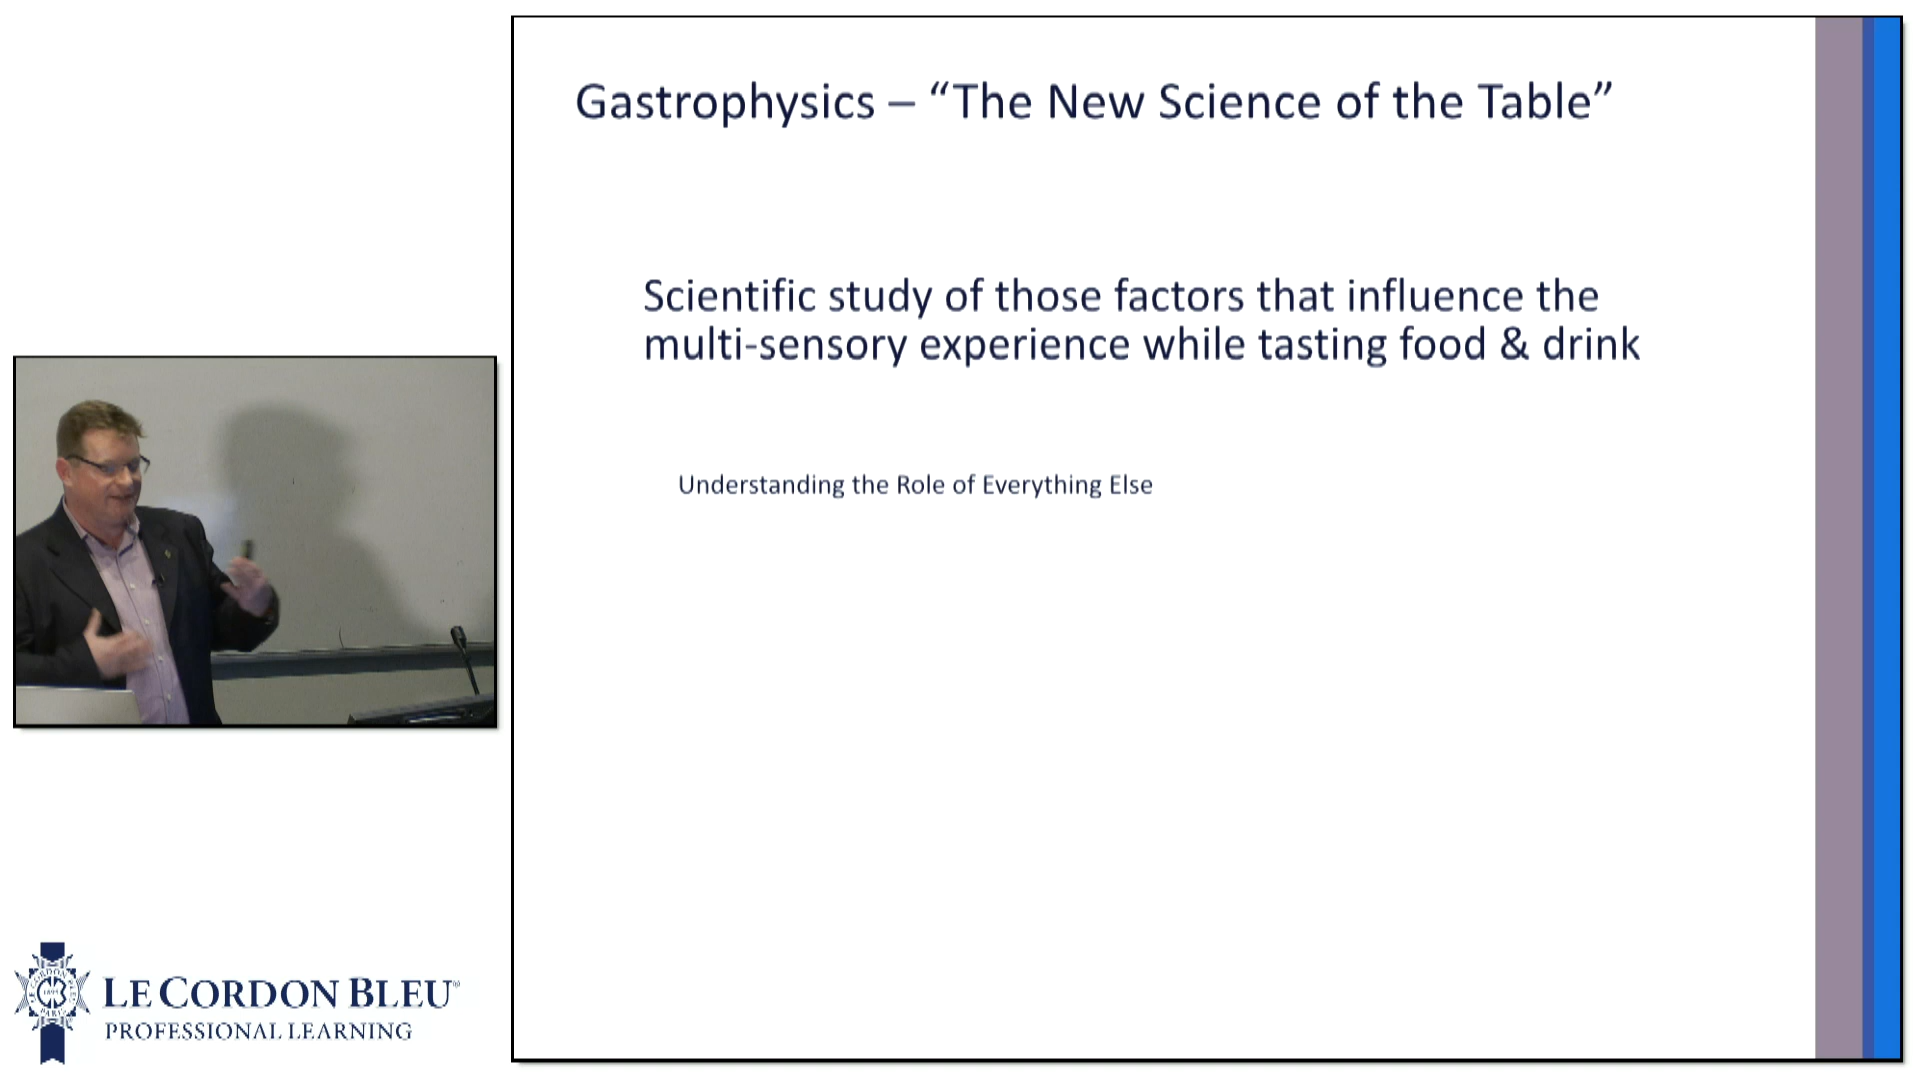 Gastrophysics – “The New Science of the Table”
Scientific study of those factors that influence the
multi-sensory experience while tasting food & drink
Understanding the Role of Everything Else
LE CORDON BLEU®
PROFESSIONAL LEARNING